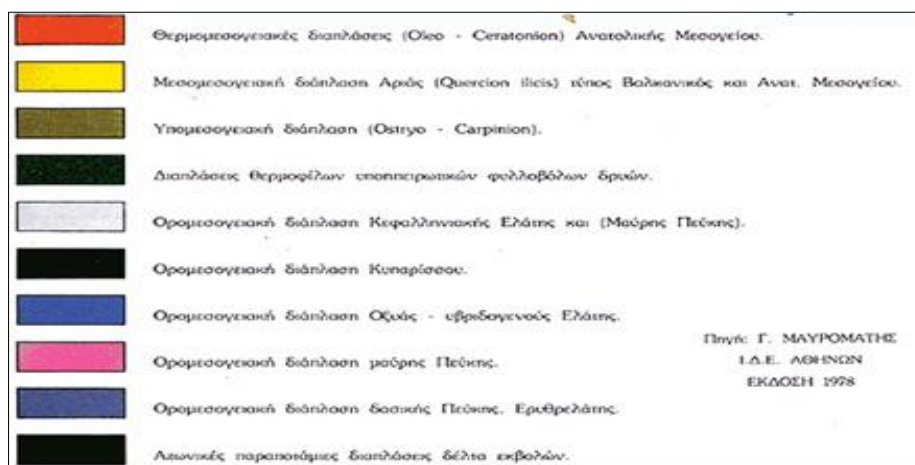 Θερμομεσογειακές διαπλάσεις (Oleo - Ceratonion) Ανατολικής Μεσογείου.
Μεσομεσογειακή διάπλαση Αριάς (Quercion ilicis) τύπος Βαλκανικός και Ανατ. Μεσογείου.
Υπομεσογειακή διάπλαση (Ostryo - Carpinion).
Διαπλάσεις θερμοφίλων υποηπειρωτικών φυλλοβόλων δρυών.
Ορομεσογειακή διάπλαση Κεφαλληνιακής Ελάτης και (Μαύρης Πεύκης).
Ορομεσογειακή διάπλαση Κυπαρίσσου.
Ορομεσογειακή διάπλαση Οξυάς - υβριδογενούς Ελάτης.
Ορομεσογειακή διάπλαση μαύρης Πεύκης.
Ορομεσογειακή διάπλαση δασικής Πεύκης, Ερυθρελάτης.
Αζωνικές παραποτάμιες διαπλάσεις δέλτα εκβολών.
Πηγή: Γ. ΜΑΥΡΟΜΑΤΗΣ
Ι.Δ.Ε. ΑΘΗΝΩΝ
ΕΚΔΟΣΗ 1978